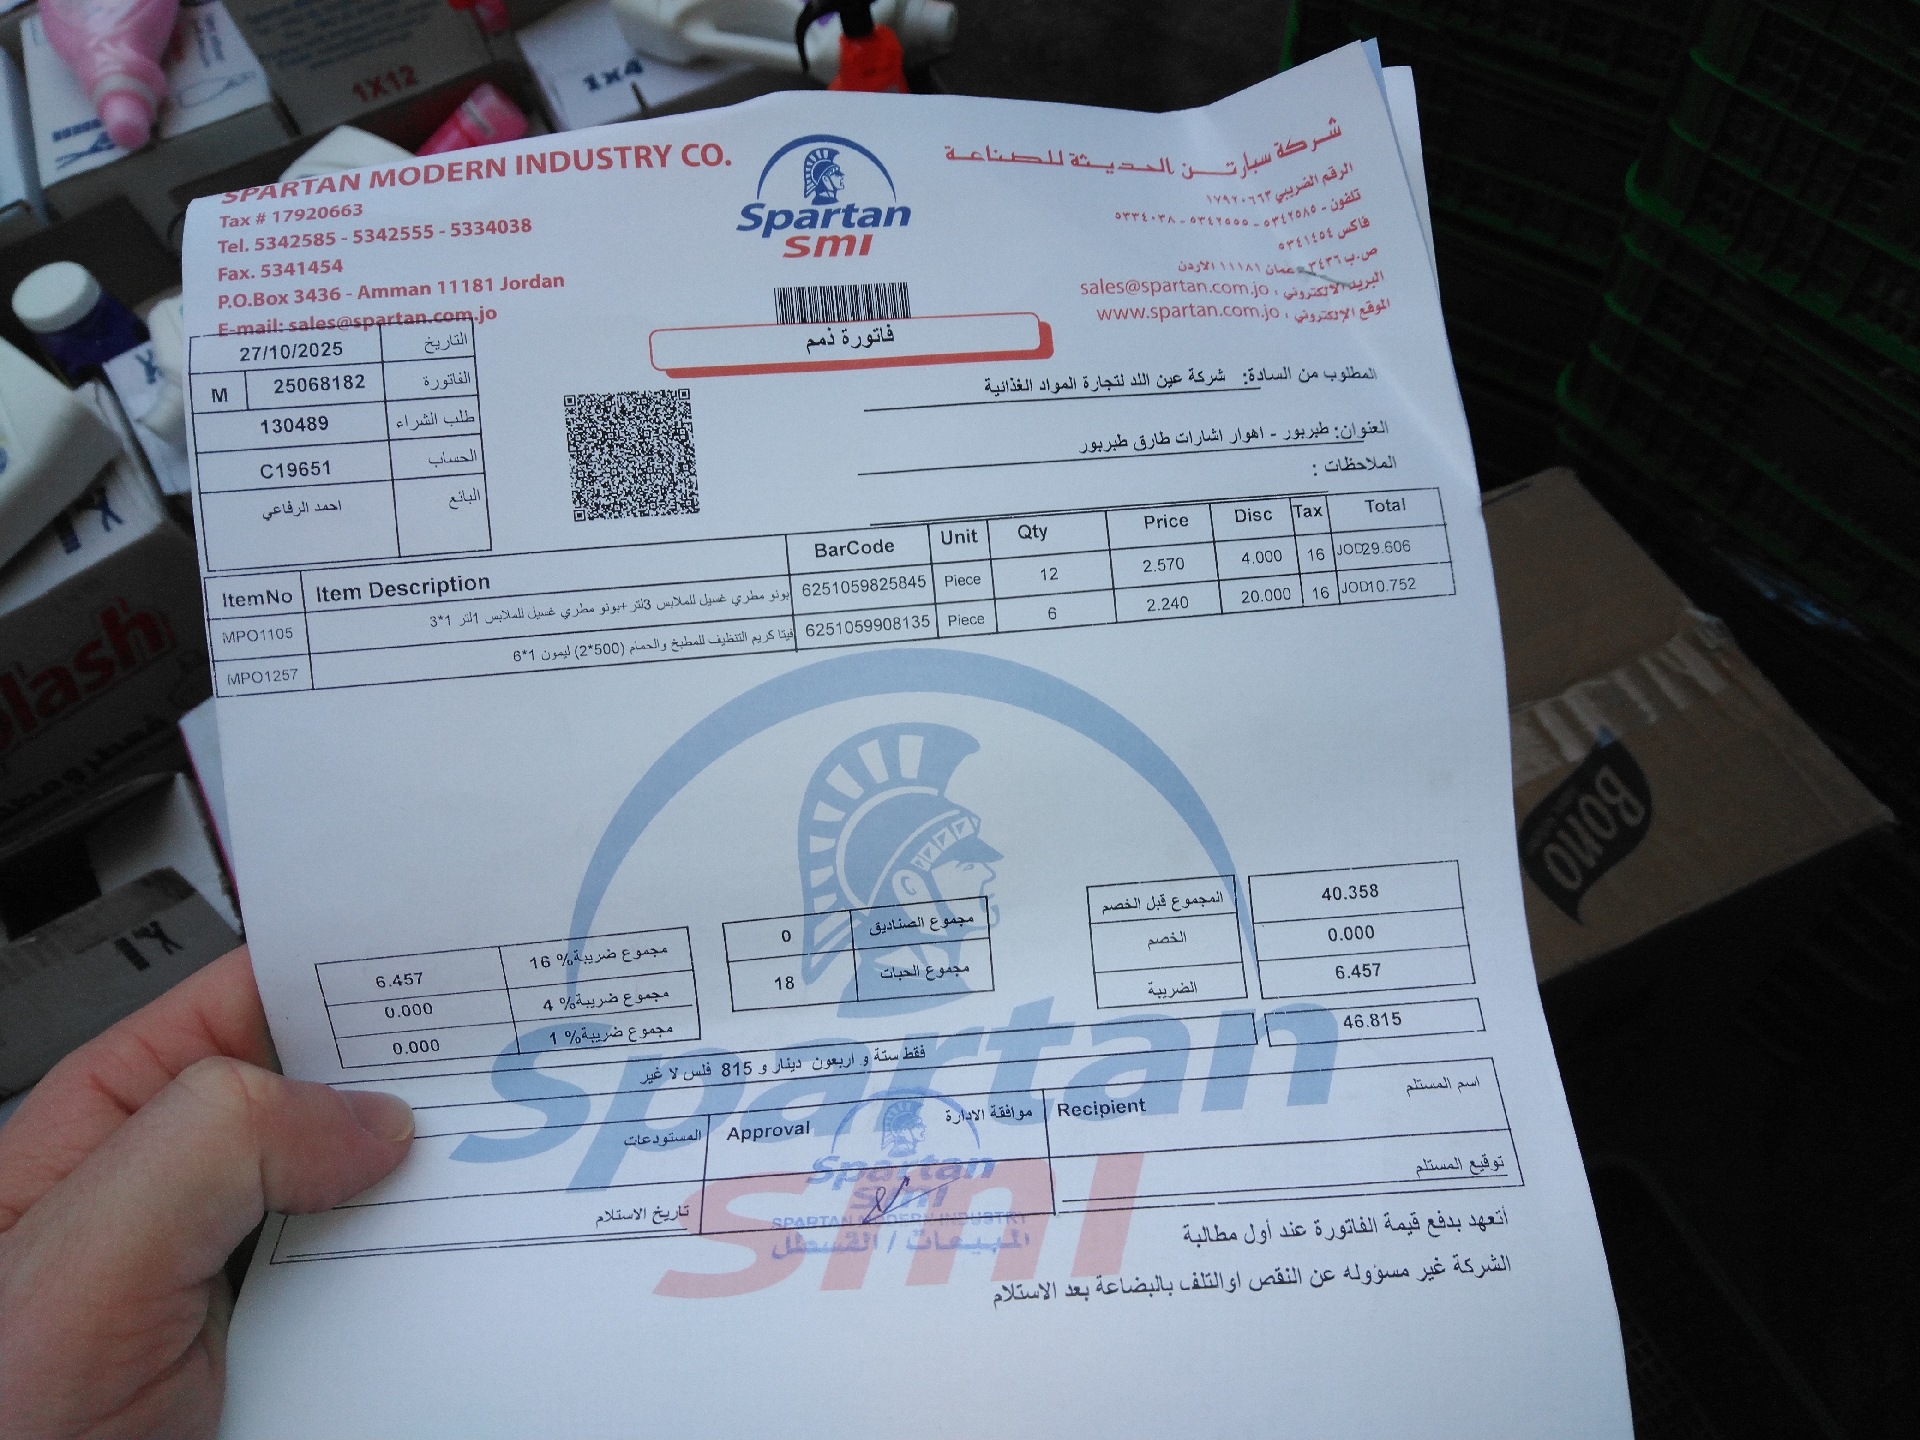 1X12
1x4
SPARTAN MODERN INDUSTRY CO.
Tax # 17920663
Tel. 5342585 - 5342555 - 5334038
Fax. 5341454
P.O.Box 3436 - Amman 11181 Jordan
E-mail: sales@spartan.com.jo
Spartan
smi
شركة سبارتن الحديثة للصناعة
الرقم الضريبي ١٧٩٢٠٦٦٣
تلفون - ٥٣٤٢٥٨٥ - ٥٣٤٢٥٥٥ - ٥٣٣٤٠٣٨
فاكس ٥٣٤١٤٥٤
ص.ب ٣٤٣٦ - عمان ١١١٨١ الاردن
البريد الالكتروني : sales@spartan.com.jo
الموقع الإلكتروني : www.spartan.com.jo
فاتورة ذمم
التاريخ 27/10/2025
الفاتورة 25068182 M
طلب الشراء 130489
الحساب C19651
البائع احمد الرفاعي
المطلوب من السادة: شركة عين اللد لتجارة المواد الغذائية
العنوان: طبربور - اهوار اشارات طارق طبربور
الملاحظات :
ItemNo Item Description BarCode Unit Qty Price Disc Tax Total
MPO1105 بونو مطري غسيل للملابس 3لتر +بونو مطري غسيل للملابس 1لتر 1*3 6251059825845 Piece 12 2.570 4.000 16 JOD29.606
MPO1257 فيتا كريم التنظيف للمطبخ والحمام (500*2) ليمون 1*6 6251059908135 Piece 6 2.240 20.000 16 JOD10.752
المجموع قبل الخصم 40.358
الخصم 0.000
الضريبة 6.457
46.815
مجموع الصناديق 0
مجموع الحبات 18
مجموع ضريبة% 16 6.457
مجموع ضريبة% 4 0.000
مجموع ضريبة% 1 0.000
فقط ستة و اربعون دينار و 815 فلس لا غير
Spartan
smi
اسم المستلم Recipient
موافقة الادارة Approval
المستودعات
توقيع المستلم
تاريخ الاستلام
Spartan
smi
SPARTAN MODERN INDUSTRY
المبيعات / القسطل
أتعهد بدفع قيمة الفاتورة عند أول مطالبة
الشركة غير مسؤوله عن النقص اوالتلف بالبضاعة بعد الاستلام
Bono